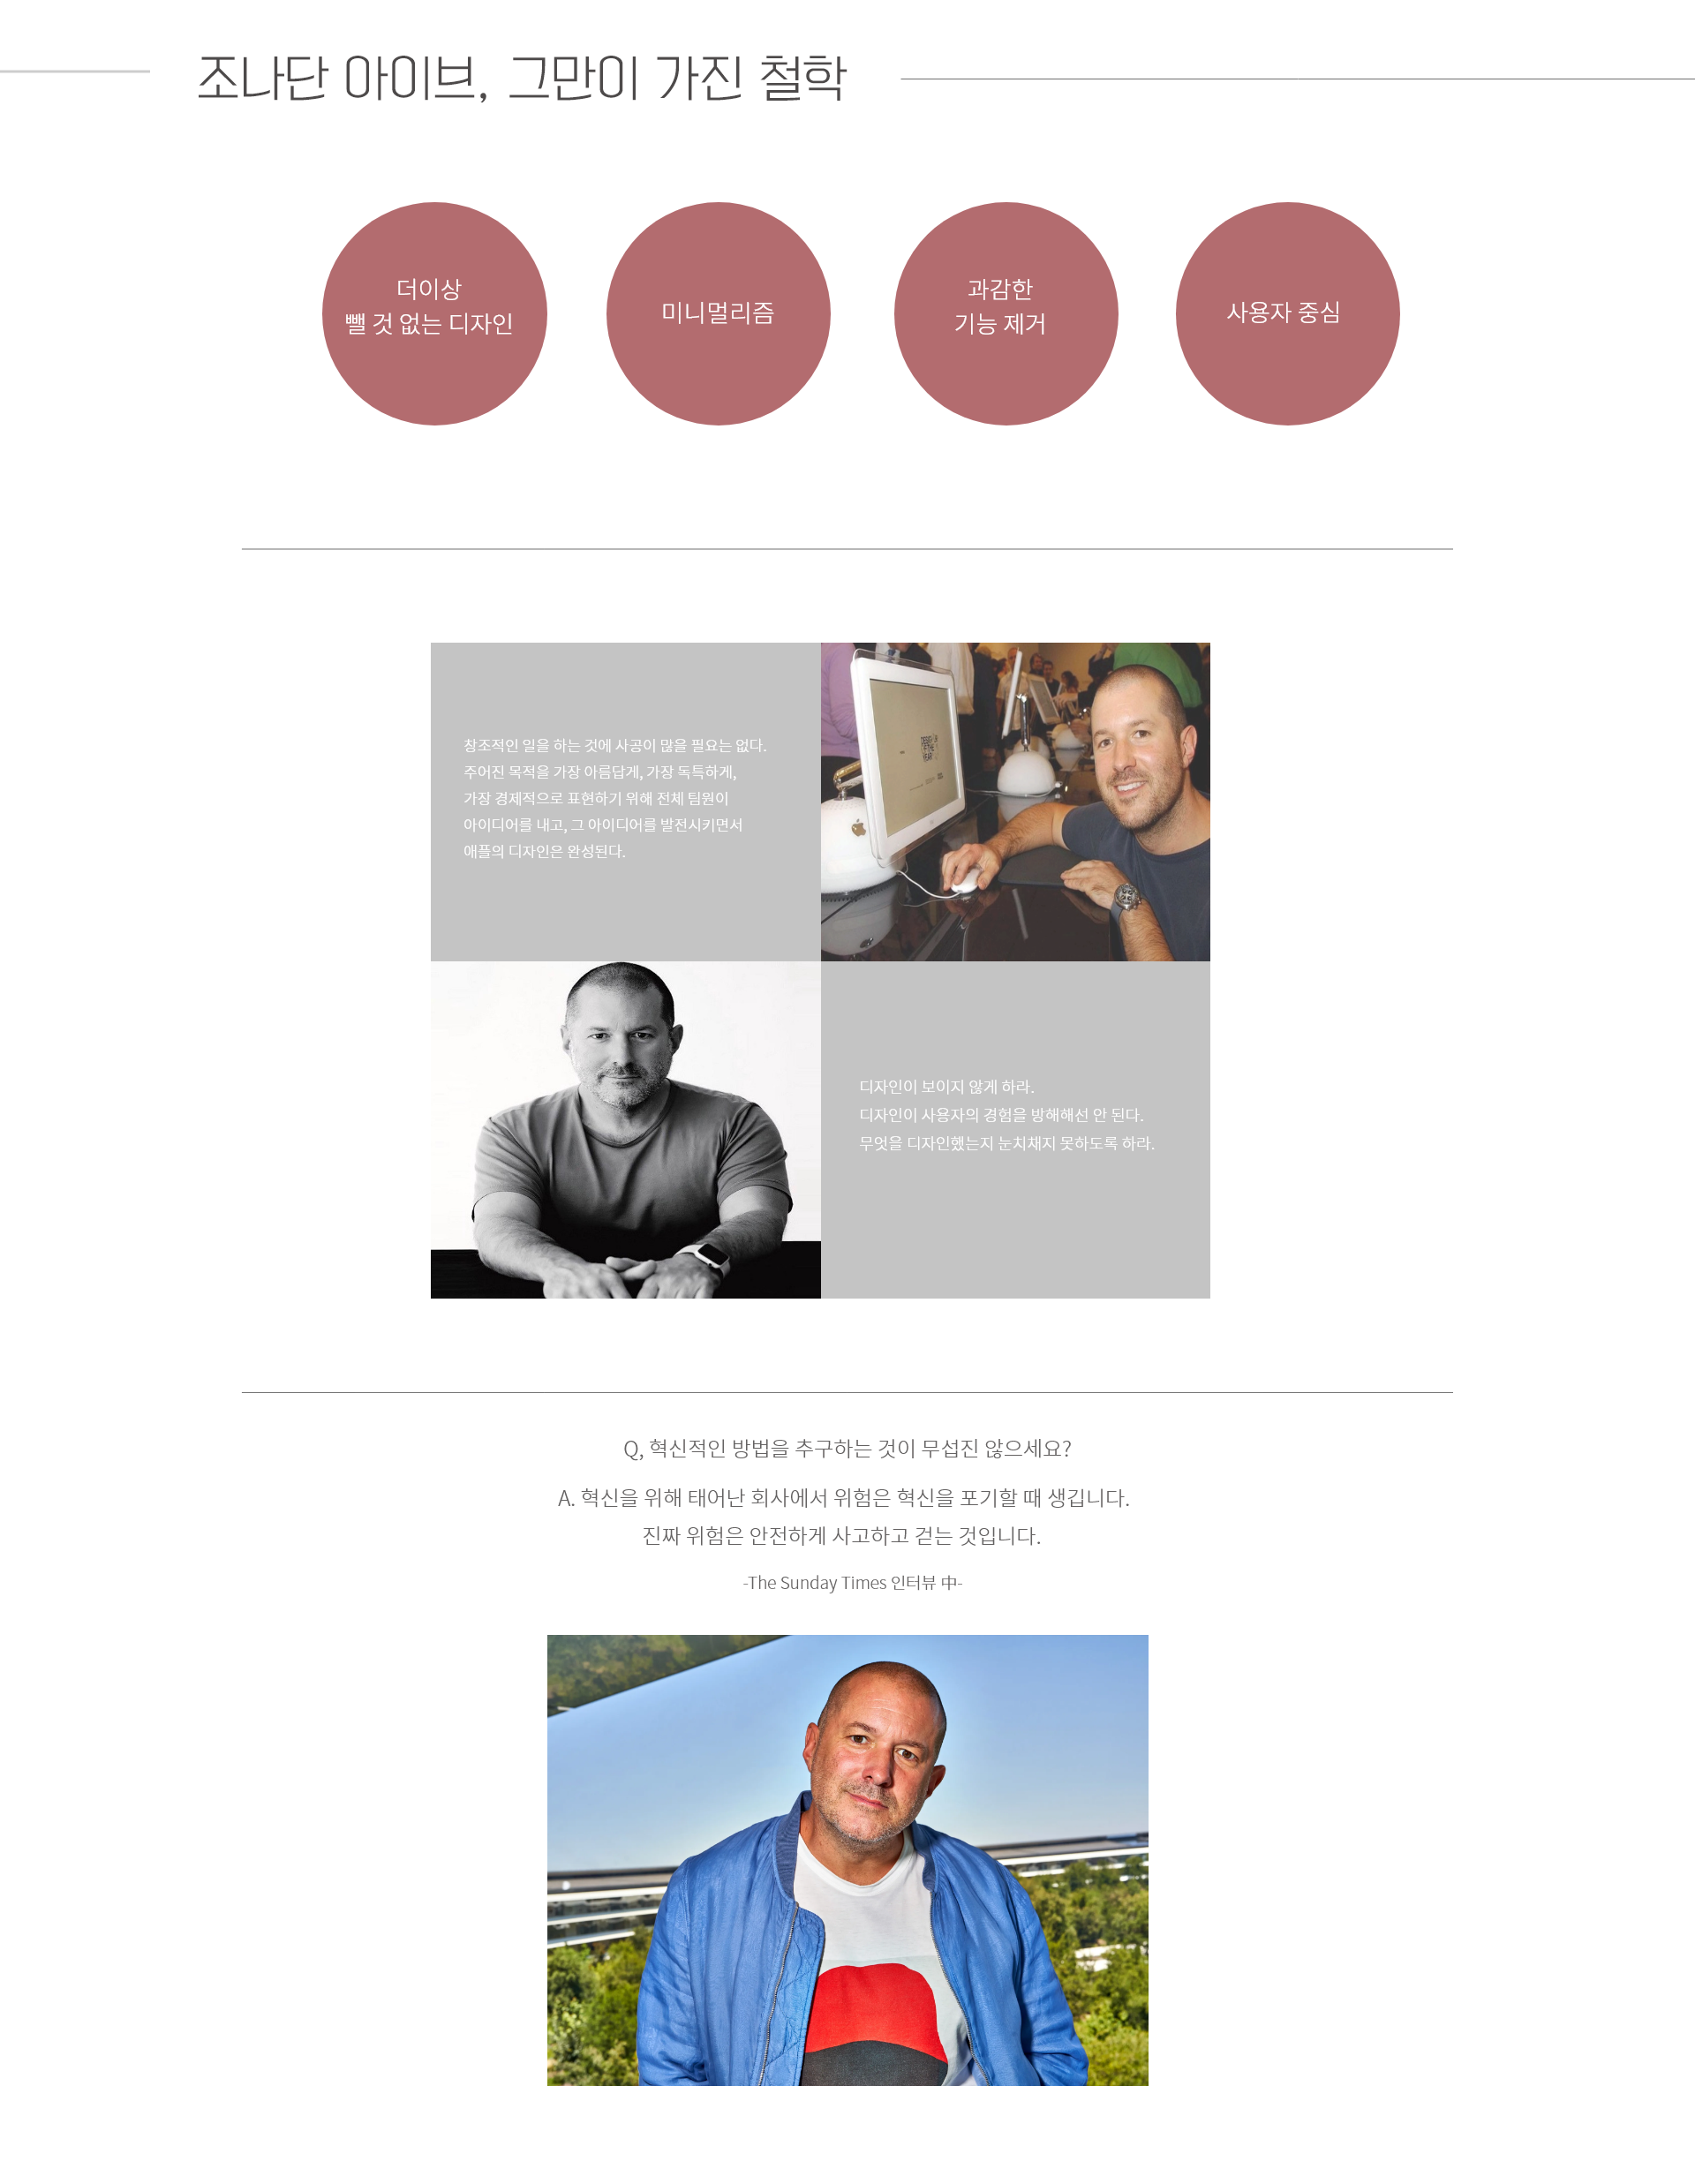 조나단 아이브, 그만이 가진 철학
더이상
뺄 것 없는 디자인
미니멀리즘
과감한
기능 제거
사용자 중심
창조적인 일을 하는 것에 사공이 많을 필요는 없다.
주어진 목적을 가장 아름답게, 가장 독특하게,
가장 경제적으로 표현하기 위해 전체 팀원이
아이디어를 내고, 그 아이디어를 발전시키면서
애플의 디자인은 완성된다.
디자인이 보이지 않게 하라.
디자인이 사용자의 경험을 방해해선 안 된다.
무엇을 디자인했는지 눈치채지 못하도록 하라.
Q, 혁신적인 방법을 추구하는 것이 무섭진 않으세요?
A. 혁신을 위해 태어난 회사에서 위험은 혁신을 포기할 때 생깁니다.
진짜 위험은 안전하게 사고하고 걷는 것입니다.
-The Sunday Times 인터뷰 中-